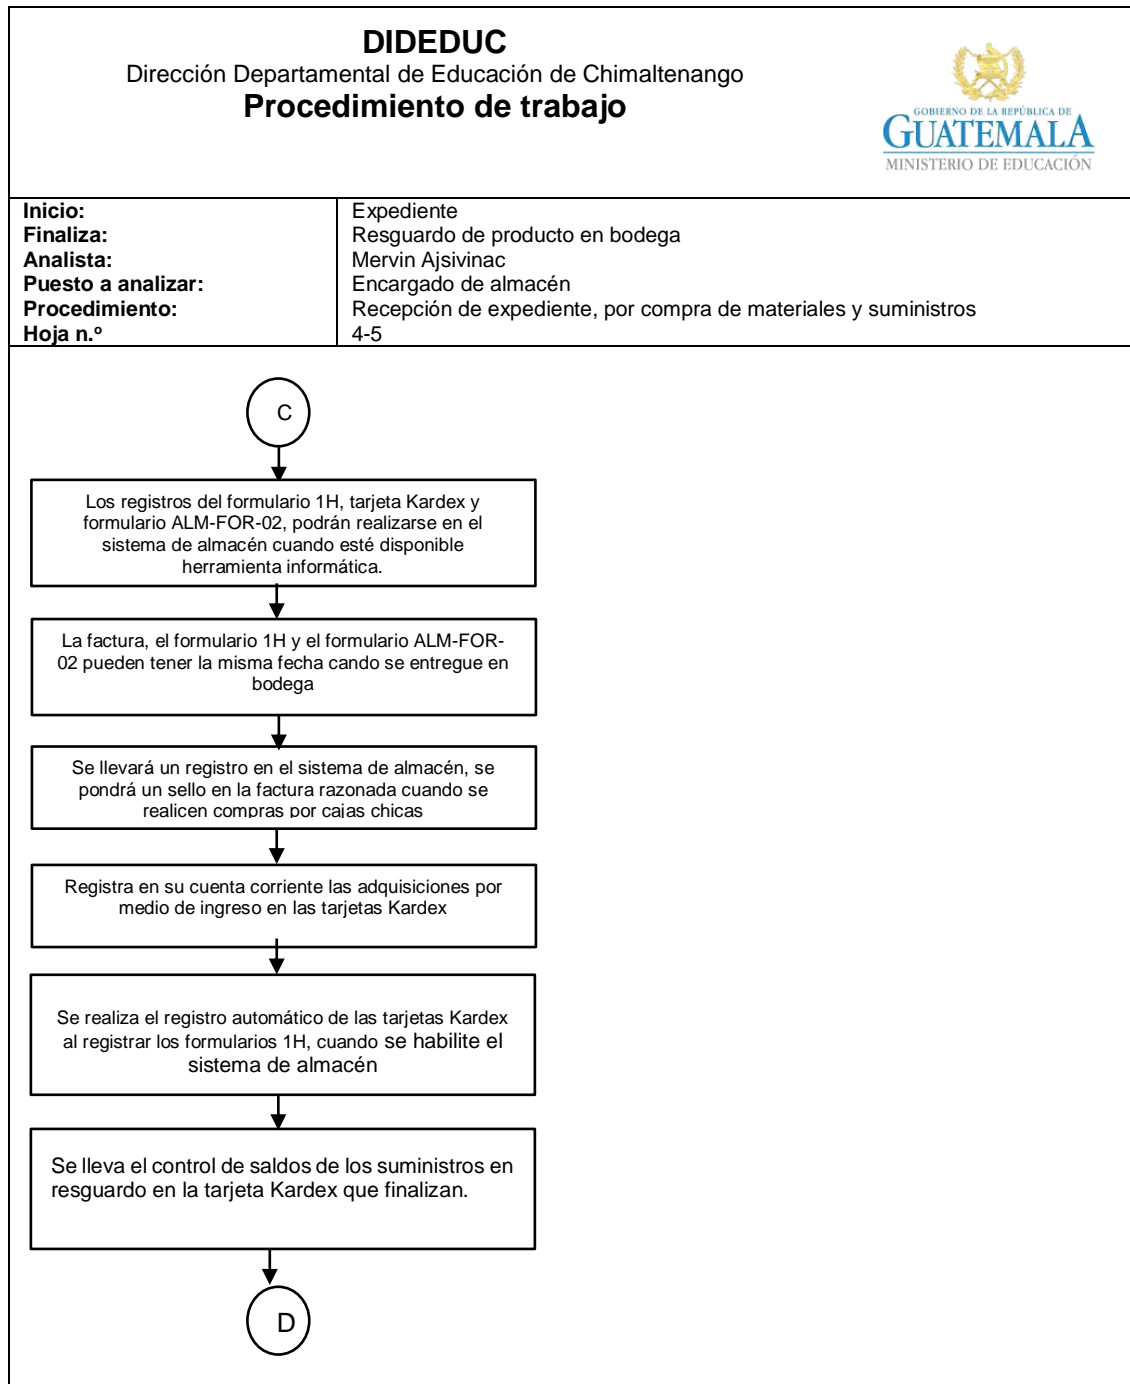 DIDEDUC
Dirección Departamental de Educación de Chimaltenango
Procedimiento de trabajo
GOBIERNO DE LA REPÚBLICA DE
GUATEMALA
MINISTERIO DE EDUCACIÓN
Inicio: Expediente
Finaliza: Resguardo de producto en bodega
Analista: Mervin Ajsivinac
Puesto a analizar: Encargado de almacén
Procedimiento: Recepción de expediente, por compra de materiales y suministros
Hoja n.º 4-5
C
Los registros del formulario 1H, tarjeta Kardex y
formulario ALM-FOR-02, podrán realizarse en el
sistema de almacén cuando esté disponible
herramienta informática.
La factura, el formulario 1H y el formulario ALM-FOR-
02 pueden tener la misma fecha cando se entregue en
bodega
Se llevará un registro en el sistema de almacén, se
pondrá un sello en la factura razonada cuando se
realicen compras por cajas chicas
Registra en su cuenta corriente las adquisiciones por
medio de ingreso en las tarjetas Kardex
Se realiza el registro automático de las tarjetas Kardex
al registrar los formularios 1H, cuando se habilite el
sistema de almacén
Se lleva el control de saldos de los suministros en
resguardo en la tarjeta Kardex que finalizan.
D